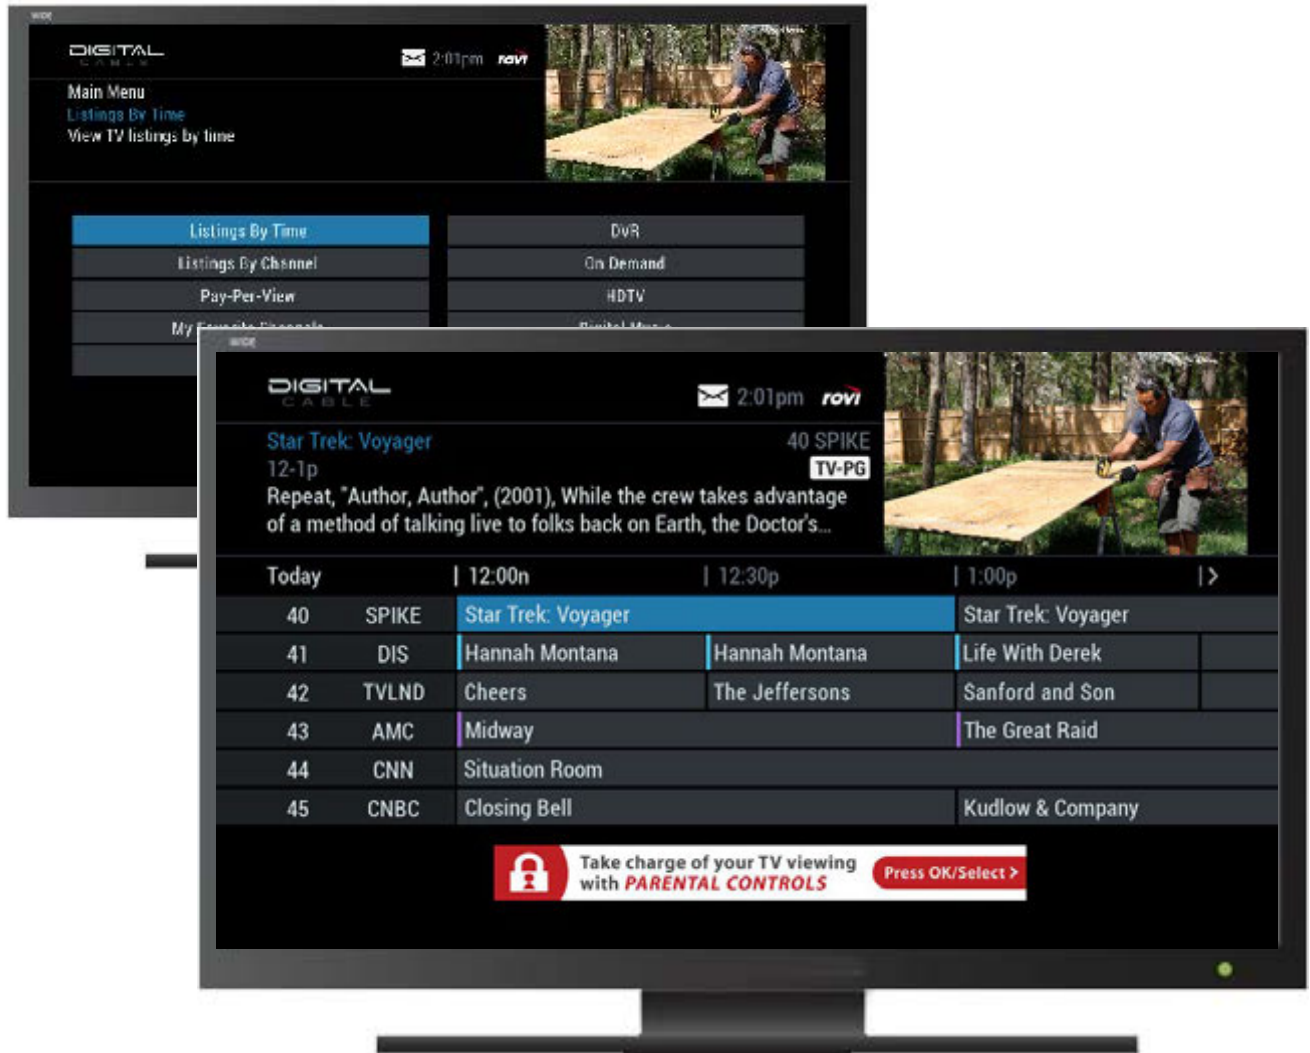 WIDE
DIGITAL
CABLE
2:01pm rovi
Main Menu
Listings By Time
View TV listings by time
Listings By Time DVR
Listings By Channel On Demand
Pay-Per-View HDTV
My
WIDE
DIGITAL
CABLE
2:01pm rovi
Star Trek: Voyager 40 SPIKE
12-1p TV-PG
Repeat, "Author, Author", (2001), While the crew takes advantage
of a method of talking live to folks back on Earth, the Doctor's...
Today | 12:00n | 12:30p | 1:00p | >
40 SPIKE Star Trek: Voyager Star Trek: Voyager
41 DIS Hannah Montana Hannah Montana Life With Derek
42 TVLND Cheers The Jeffersons Sanford and Son
43 AMC Midway The Great Raid
44 CNN Situation Room
45 CNBC Closing Bell Kudlow & Company
Take charge of your TV viewing
with PARENTAL CONTROLS
Press OK/Select >